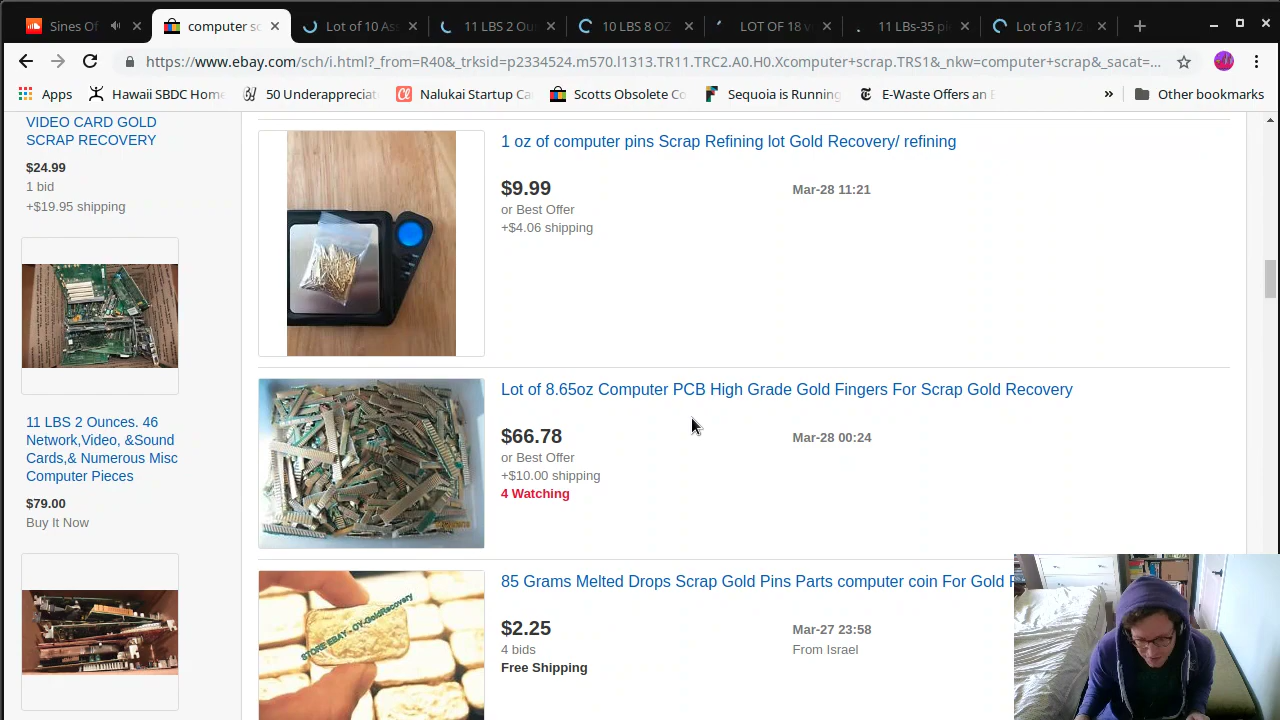 Sines Of
computer sc
Lot of 10 Ass
11 LBS 2 Oun
10 LBS 8 OZ
LOT OF 18 v
11 LBs-35 pi
Lot of 3 1/2
https://www.ebay.com/sch/i.html?_from=R40&_trksid=p2334524.m570.l1313.TR11.TRC2.A0.H0.Xcomputer+scrap.TRS1&_nkw=computer+scrap&_sacat=...
Apps
Hawaii SBDC Home
50 Underappreciat
Nalukai Startup Ca
Scotts Obsolete Co
Sequoia is Running
E-Waste Offers an E
»
Other bookmarks
VIDEO CARD GOLD
SCRAP RECOVERY
$24.99
1 bid
+$19.95 shipping
11 LBS 2 Ounces. 46
Network,Video, &Sound
Cards,& Numerous Misc
Computer Pieces
$79.00
Buy It Now
1 oz of computer pins Scrap Refining lot Gold Recovery/ refining
$9.99
Mar-28 11:21
or Best Offer
+$4.06 shipping
Lot of 8.65oz Computer PCB High Grade Gold Fingers For Scrap Gold Recovery
$66.78
Mar-28 00:24
or Best Offer
+$10.00 shipping
4 Watching
85 Grams Melted Drops Scrap Gold Pins Parts computer coin For Gold
STORE EBAY - OY-GoldRecovery
$2.25
Mar-27 23:58
4 bids
From Israel
Free Shipping